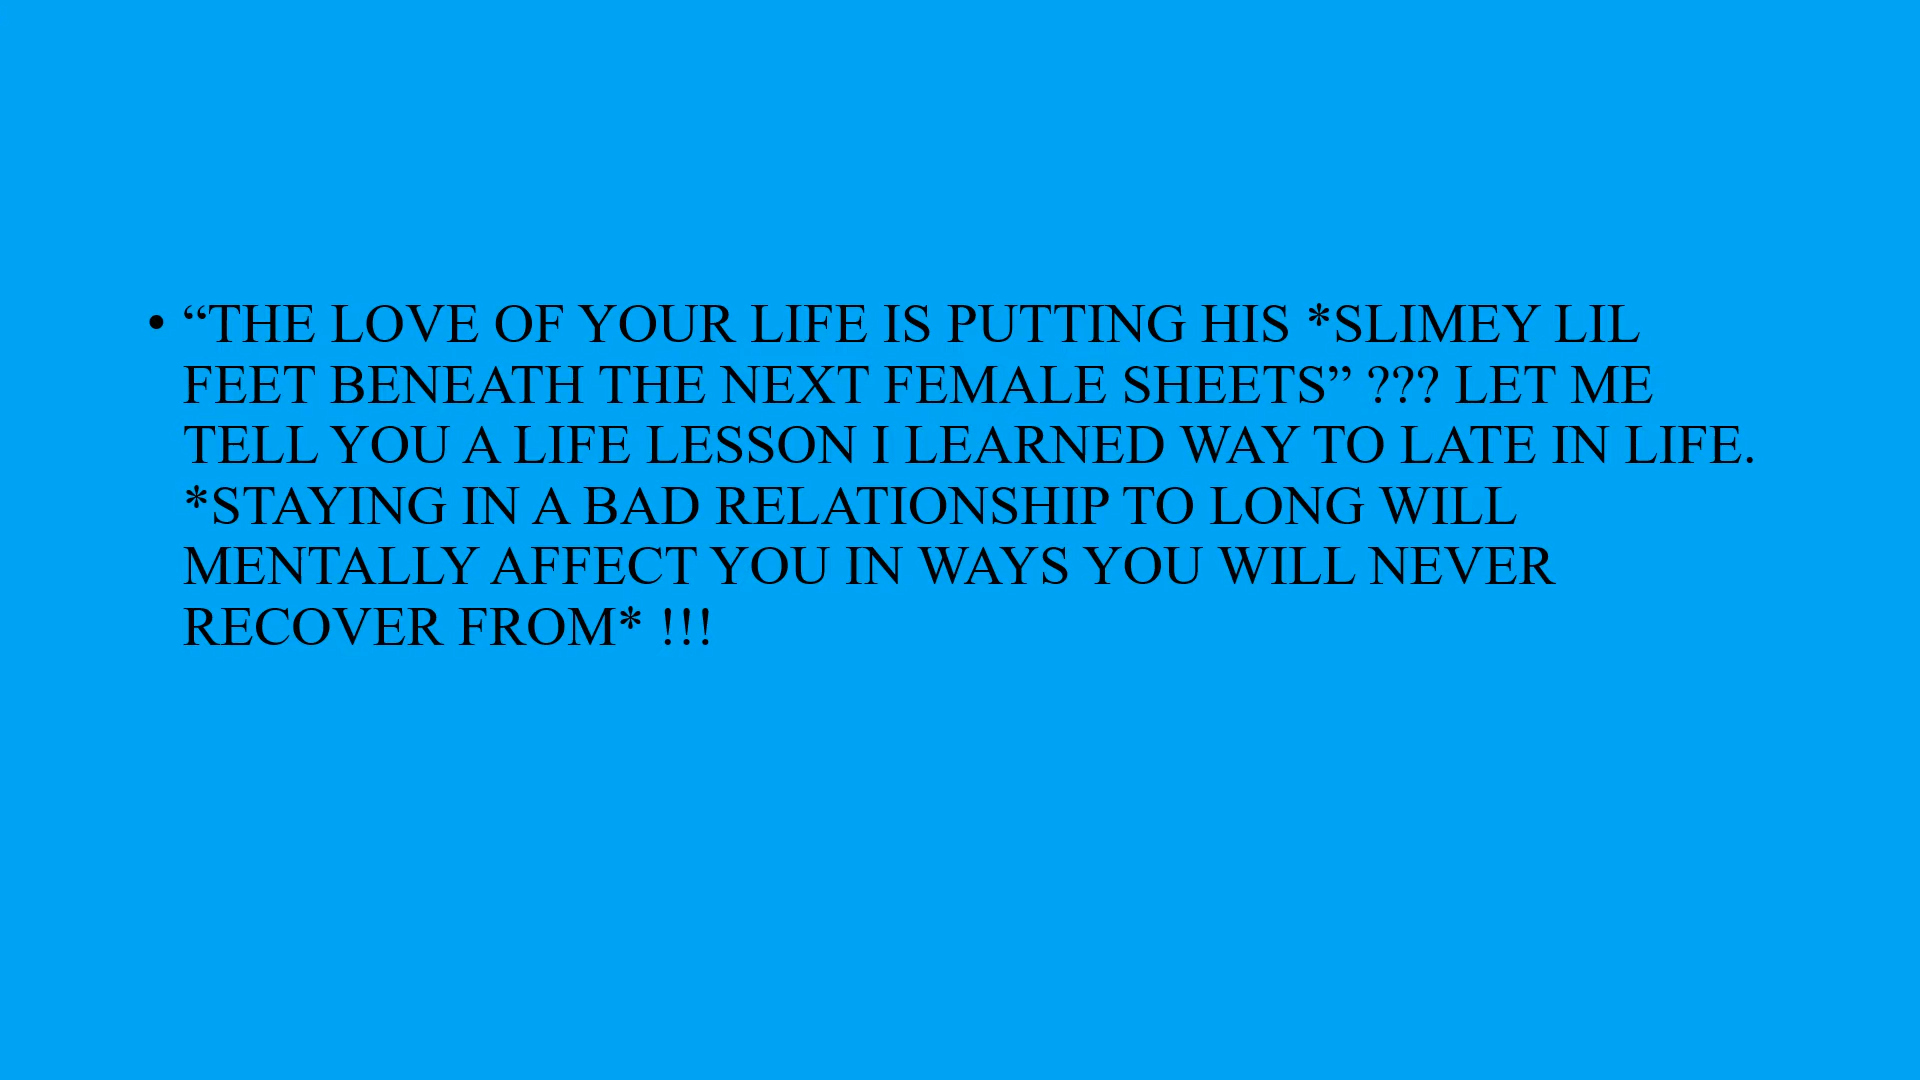 • “THE LOVE OF YOUR LIFE IS PUTTING HIS *SLIMEY LIL
FEET BENEATH THE NEXT FEMALE SHEETS” ??? LET ME
TELL YOU A LIFE LESSON I LEARNED WAY TO LATE IN LIFE.
*STAYING IN A BAD RELATIONSHIP TO LONG WILL
MENTALLY AFFECT YOU IN WAYS YOU WILL NEVER
RECOVER FROM* !!!